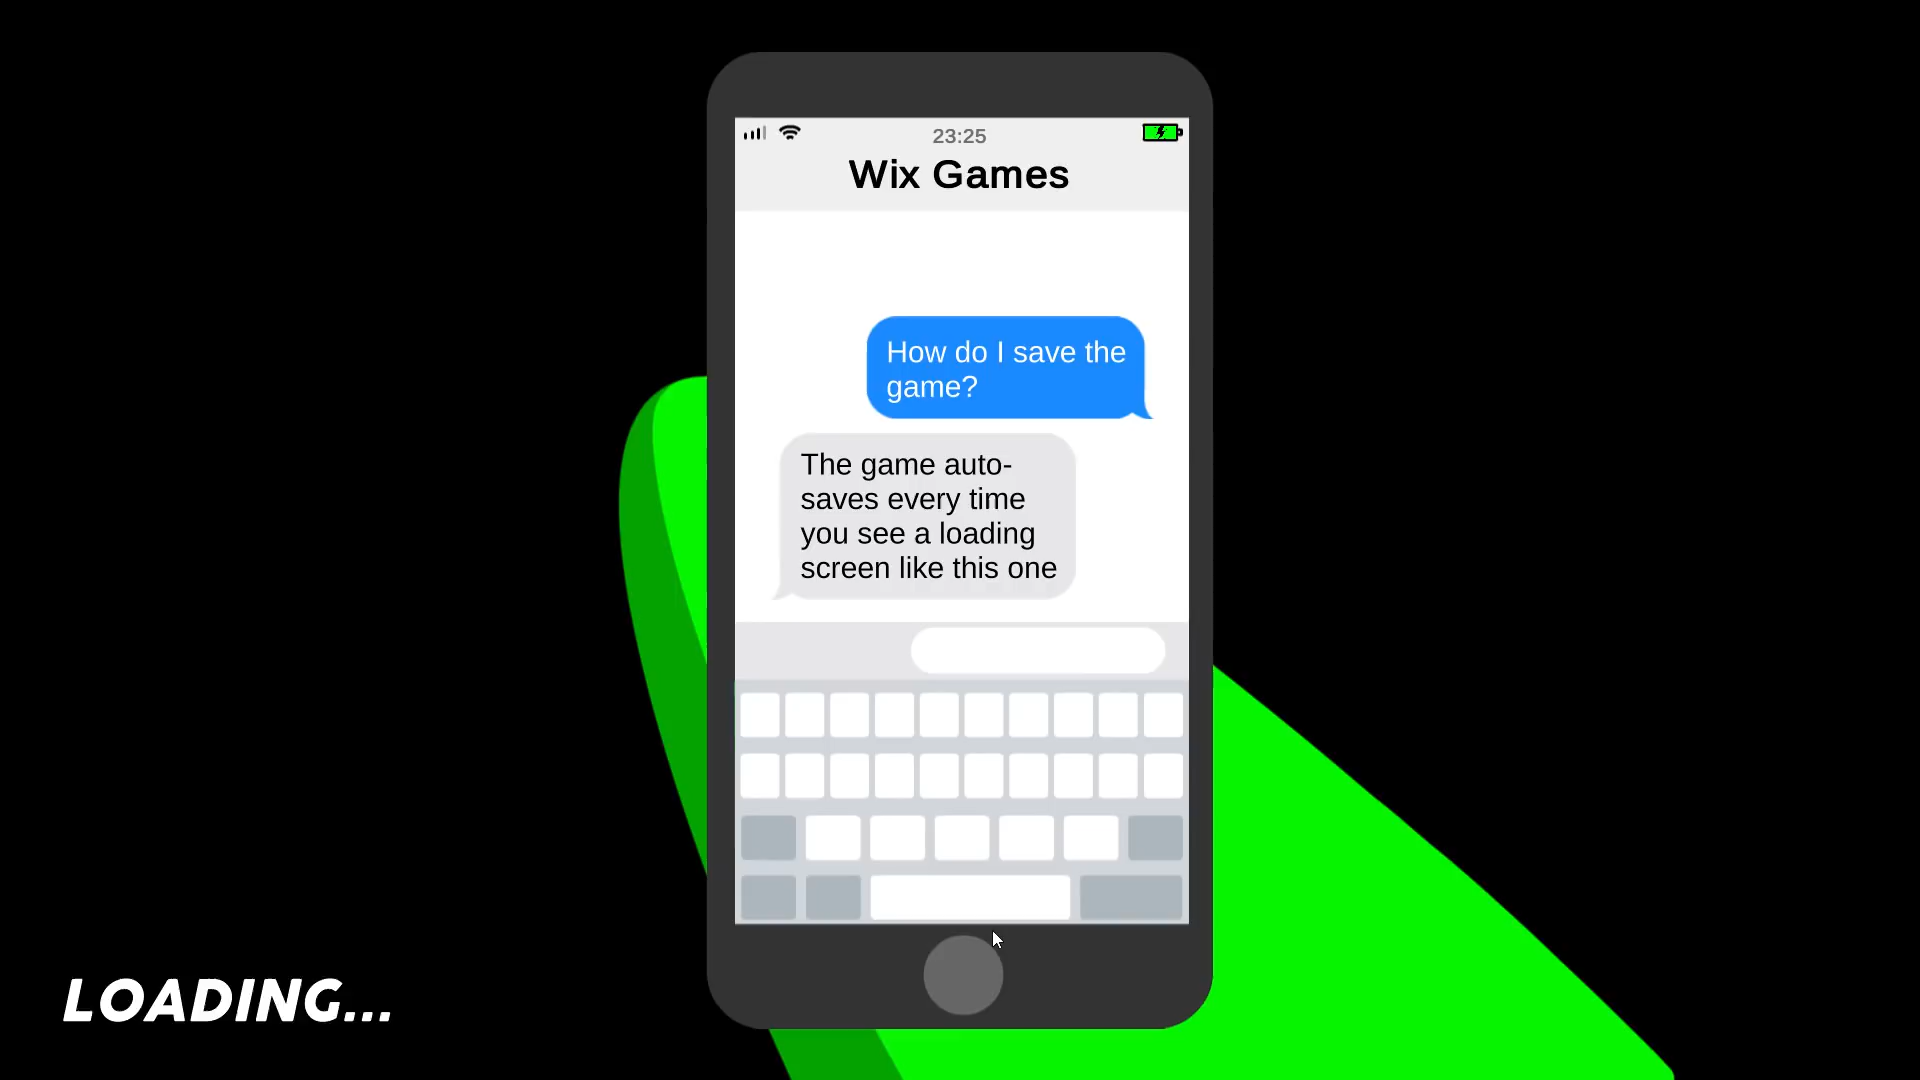 23:25
Wix Games
How do I save the
game?
The game auto-
saves every time
you see a loading
screen like this one
LOADING...